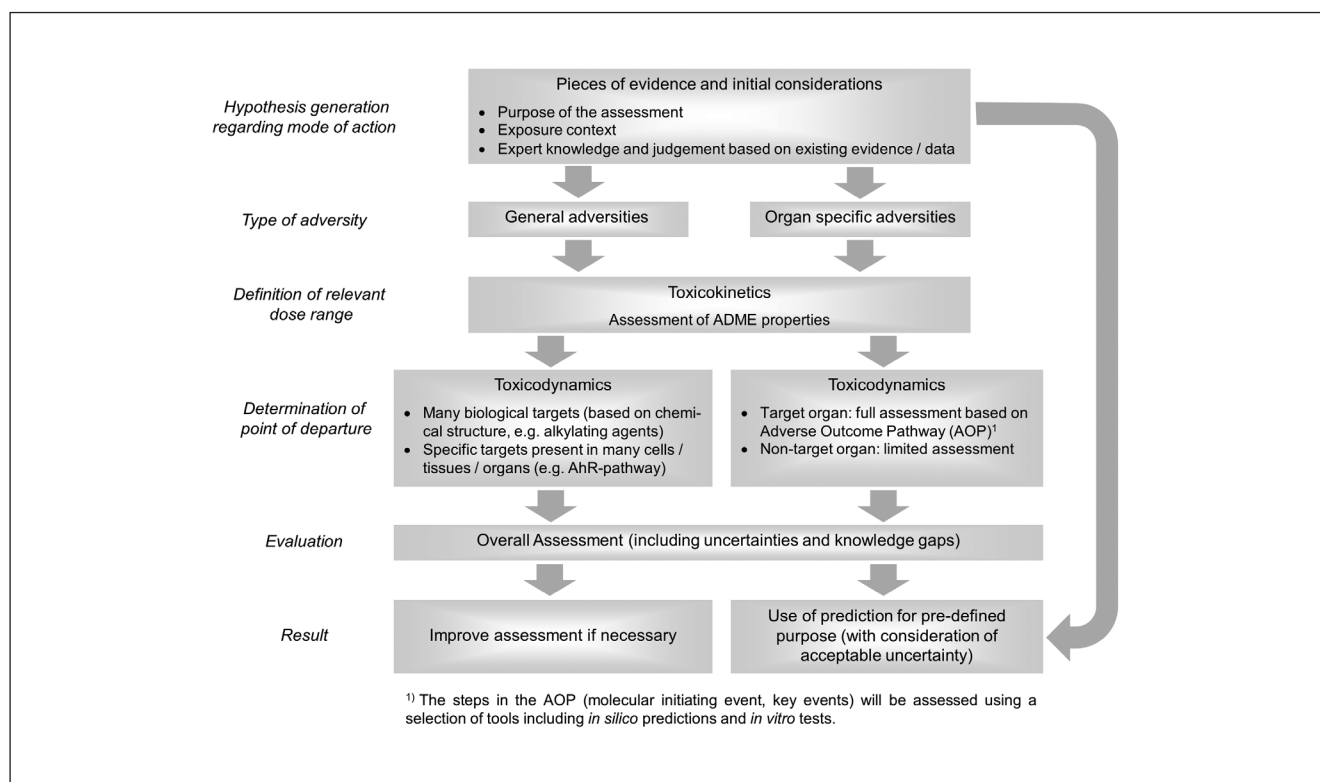 Hypothesis generation
regarding mode of action
Pieces of evidence and initial considerations
• Purpose of the assessment
• Exposure context
• Expert knowledge and judgement based on existing evidence / data
Type of adversity
General adversities
Organ specific adversities
Definition of relevant
dose range
Toxicokinetics
Assessment of ADME properties
Determination of
point of departure
Toxicodynamics
• Many biological targets (based on chemi-
cal structure, e.g. alkylating agents)
• Specific targets present in many cells /
tissues / organs (e.g. AhR-pathway)
Toxicodynamics
• Target organ: full assessment based on
Adverse Outcome Pathway (AOP)¹
• Non-target organ: limited assessment
Evaluation
Overall Assessment (including uncertainties and knowledge gaps)
Result
Improve assessment if necessary
Use of prediction for pre-defined
purpose (with consideration of
acceptable uncertainty)
¹⁾ The steps in the AOP (molecular initiating event, key events) will be assessed using a
selection of tools including in silico predictions and in vitro tests.